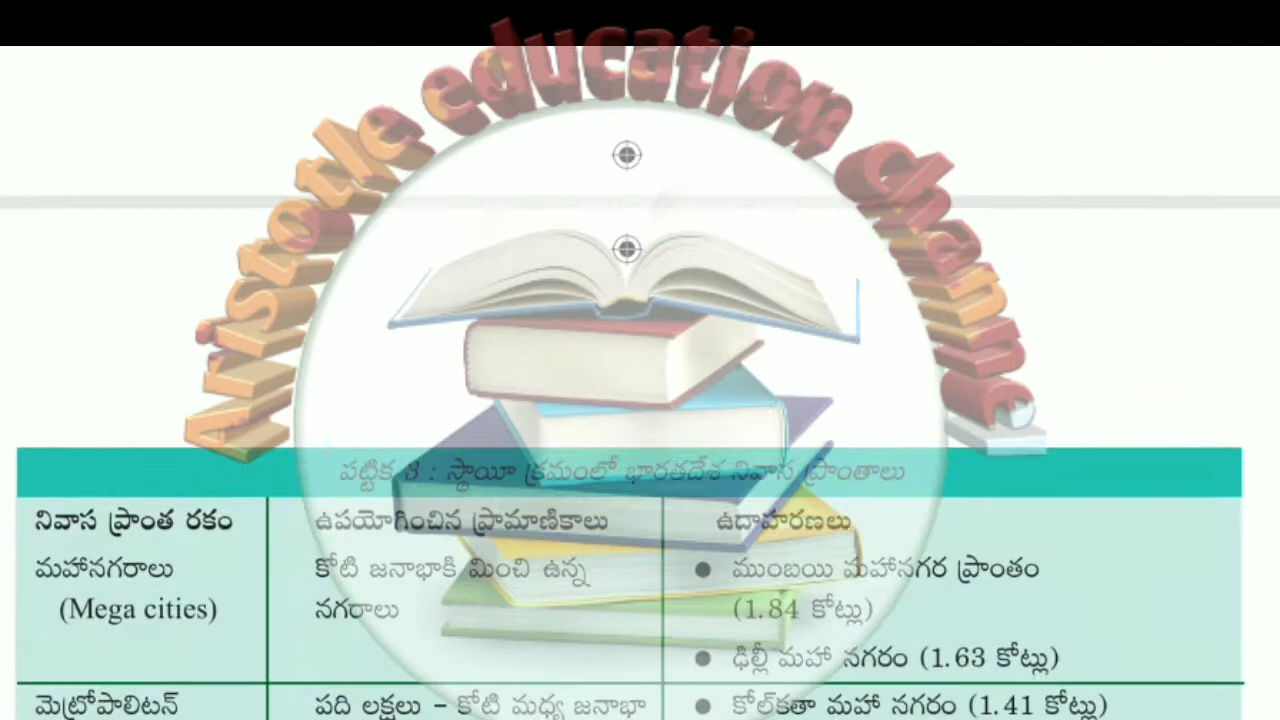 Aristotle education channel
పట్టిక 3 : స్థాయీ క్రమంలో భారతదేశ నివాస ప్రాంతాలు
నివాస ప్రాంత రకం ఉపయోగించిన ప్రామాణికాలు ఉదాహరణలు
మహానగరాలు కోటి జనాభాకి మించి ఉన్న ● ముంబయి మహానగర ప్రాంతం
(Mega cities) నగరాలు (1.84 కోట్లు)
● ఢిల్లీ మహా నగరం (1.63 కోట్లు)
మెట్రోపాలిటన్ పది లక్షలు – కోటి మధ్య జనాభా ● కోల్‌కతా మహా నగరం (1.41 కోట్లు)